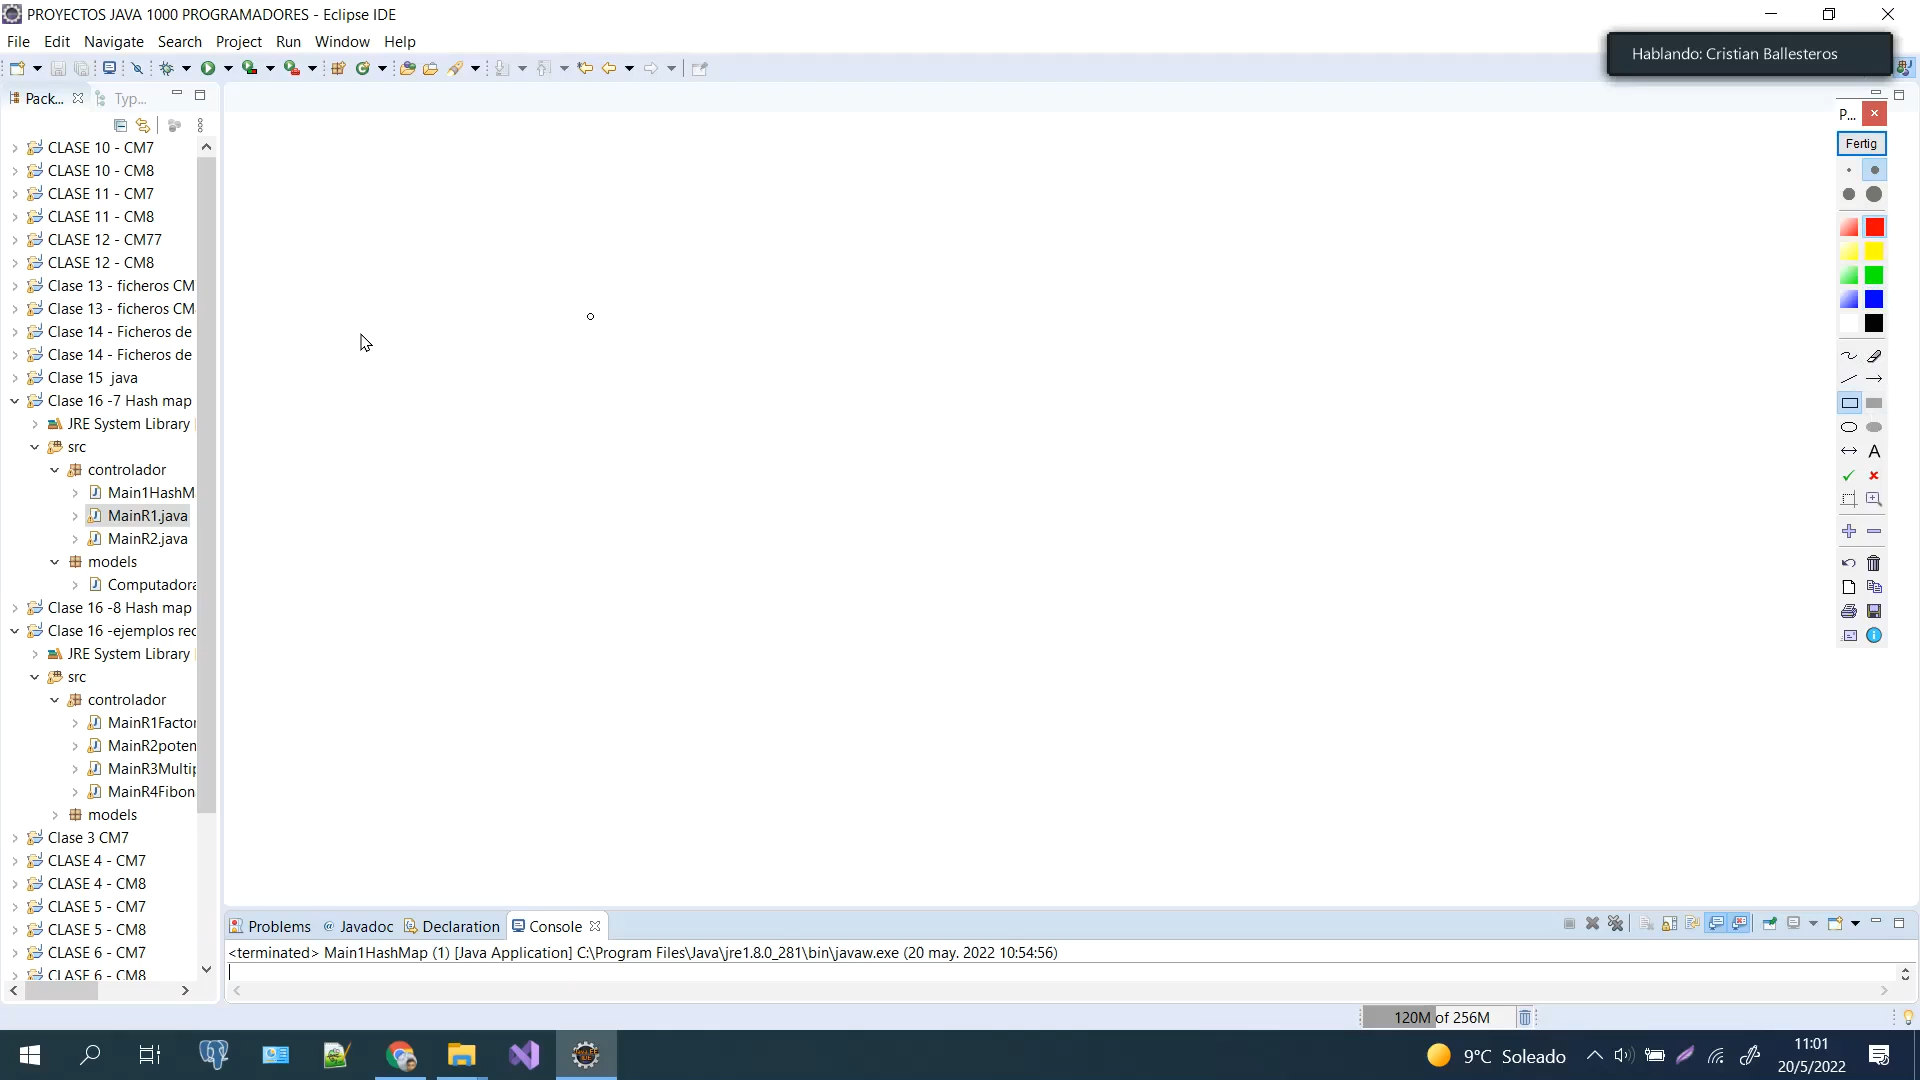 PROYECTOS JAVA 1000 PROGRAMADORES - Eclipse IDE
File Edit Navigate Search Project Run Window Help
Hablando: Cristian Ballesteros
Pack... Typ...
P...
Fertig
CLASE 10 - CM7
CLASE 10 - CM8
CLASE 11 - CM7
CLASE 11 - CM8
CLASE 12 - CM77
CLASE 12 - CM8
Clase 13 - ficheros CM
Clase 13 - ficheros CM
Clase 14 - Ficheros de
Clase 14 - Ficheros de
Clase 15 java
Clase 16 -7 Hash map
JRE System Library
src
controlador
Main1HashM
MainR1.java
MainR2.java
models
Computadora
Clase 16 -8 Hash map
Clase 16 -ejemplos rec
JRE System Library
src
controlador
MainR1Factor
MainR2poten
MainR3Multip
MainR4Fibon
models
Clase 3 CM7
CLASE 4 - CM7
CLASE 4 - CM8
CLASE 5 - CM7
CLASE 5 - CM8
CLASE 6 - CM7
CLASE 6 - CM8
A
Problems Javadoc Declaration Console
<terminated> Main1HashMap (1) [Java Application] C:\Program Files\Java\jre1.8.0_281\bin\javaw.exe (20 may. 2022 10:54:56)
120M of 256M
9°C Soleado
11:01
20/5/2022